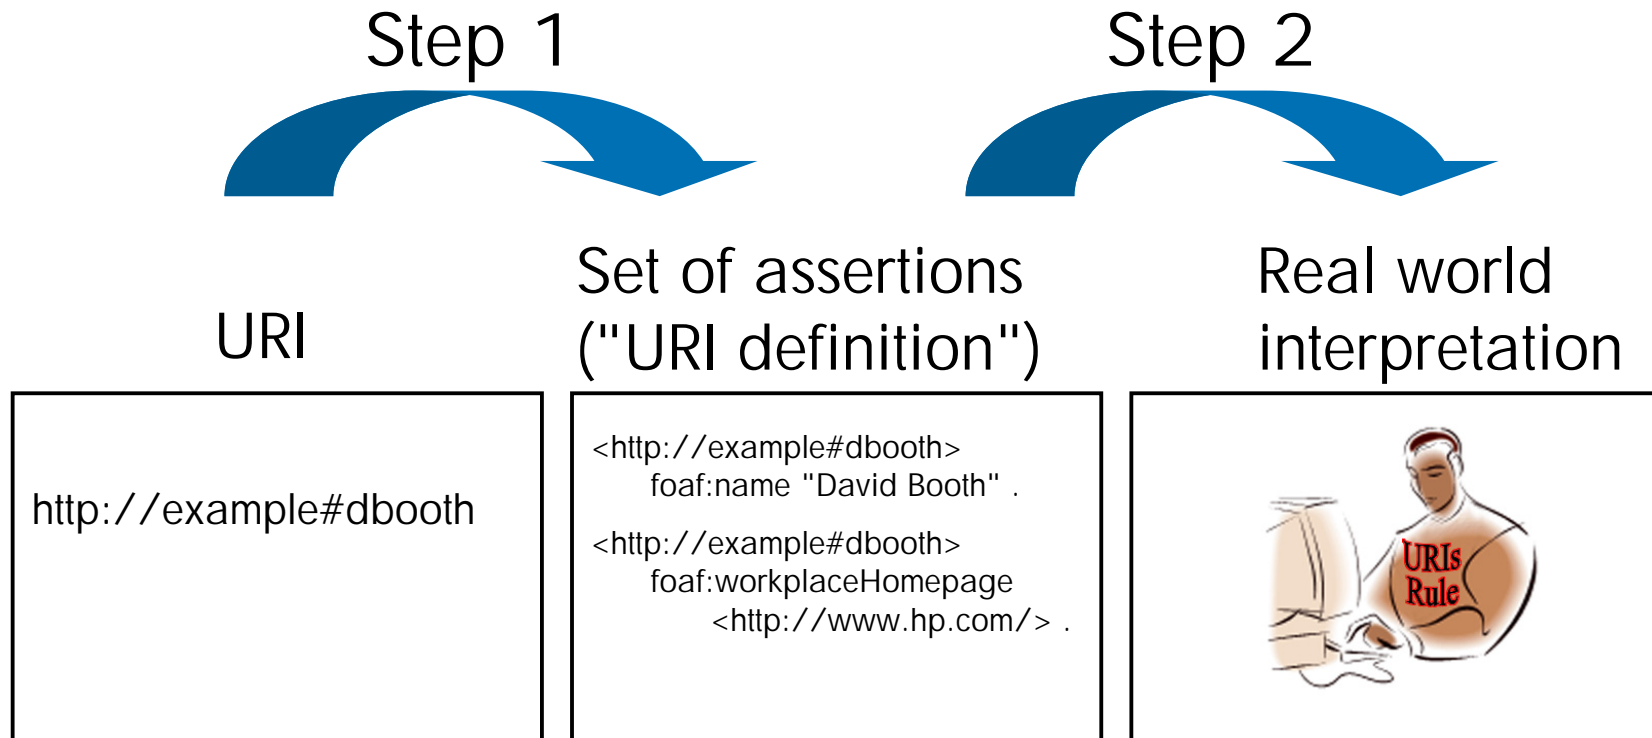 Step 1
Step 2
URI
Set of assertions
("URI definition")
Real world
interpretation
http://example#dbooth
<http://example#dbooth>
foaf:name "David Booth" .
<http://example#dbooth>
foaf:workplaceHomepage
<http://www.hp.com/> .
URIs
Rule